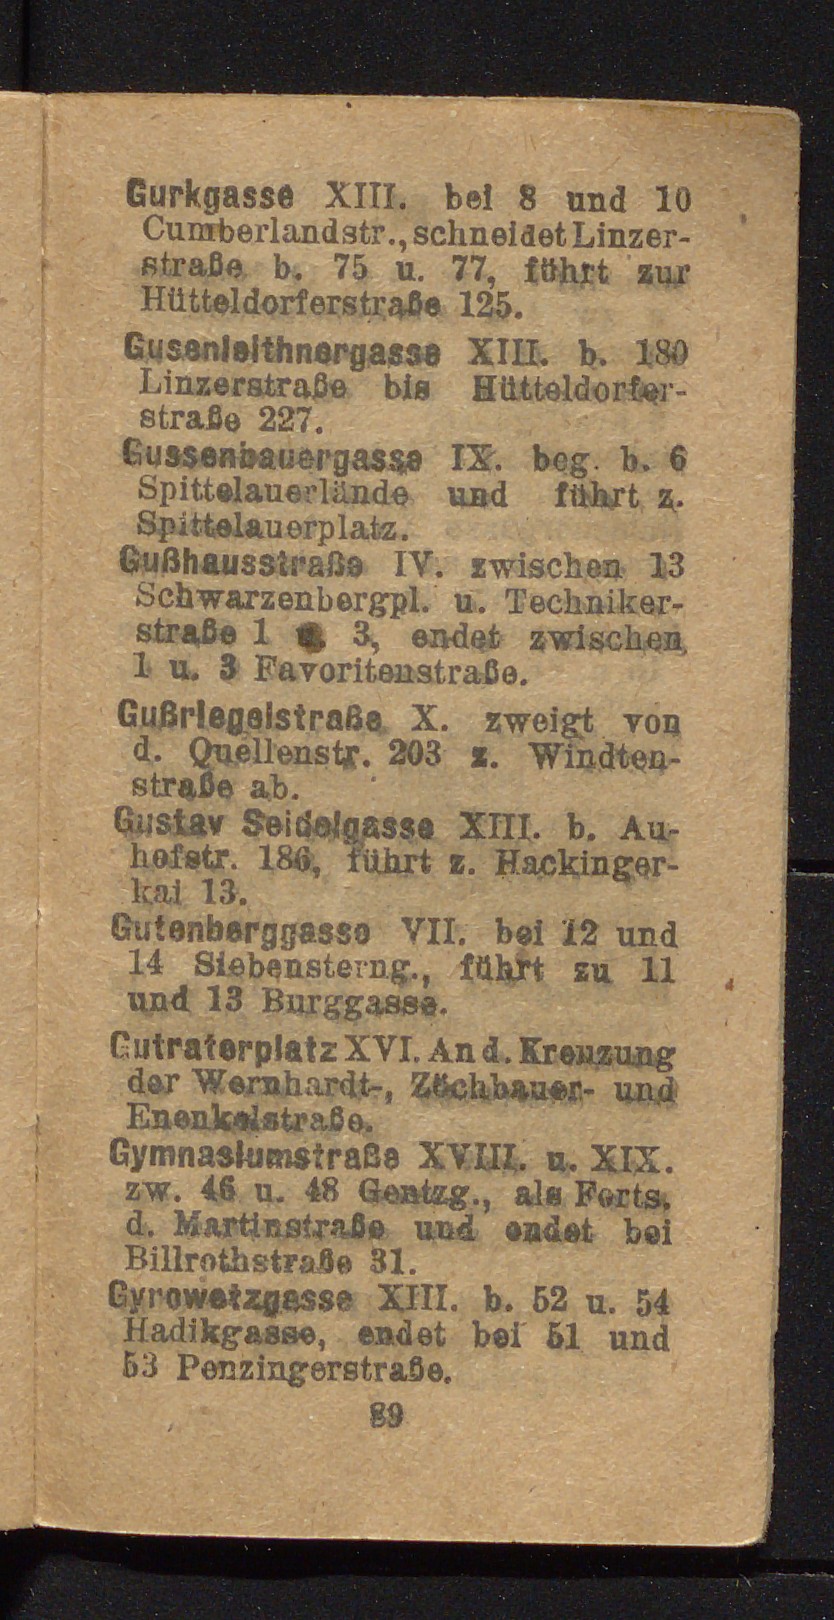 Gurkgasse XIII. bei 8 und 10
Cumberlandstr., schneidet Linzer-
straße b. 75 u. 77, führt zur
Hütteldorferstraße 125.
Gusenleithnergasse XIII. b. 180
Linzerstraße bis Hütteldorfer-
straße 227.
Gussenbauergasse IX. beg. b. 6
Spittelauerlände und führt z.
Spittelauerplatz.
Gußhausstraße IV. zwischen 13
Schwarzenbergpl. u. Techniker-
straße 1 u. 3, endet zwischen
1 u. 3 Favoritenstraße.
Gußriegelstraße X. zweigt von
d. Quellenstr. 203 z. Windten-
straße ab.
Gustav Seidelgasse XIII. b. Au-
hofstr. 186, führt z. Hackinger-
kai 13.
Gutenberggasse VII. bei 12 und
14 Siebensterng., führt zu 11
und 13 Burggasse.
Gutraterplatz XVI. An d. Kreuzung
der Wernhardt-, Zöchbauer- und
Enenkelstraße.
Gymnasiumstraße XVIII. u. XIX.
zw. 46 u. 48 Gentzg., als Forts.
d. Martinstraße und endet bei
Billrothstraße 31.
Gyrowetzgasse XIII. b. 52 u. 54
Hadikgasse, endet bei 51 und
53 Penzingerstraße.
89